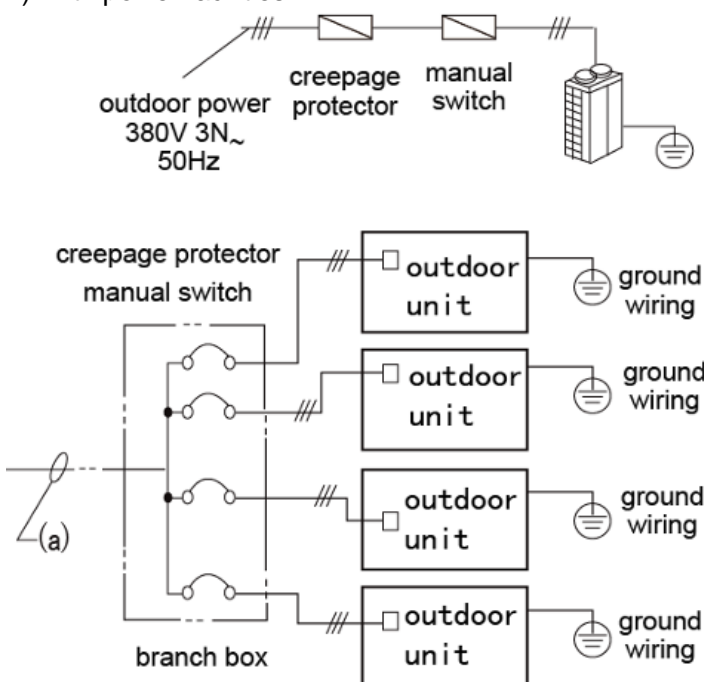 creepage
protector
manual
switch
outdoor power
380V 3N~
50Hz
creepage protector
manual switch
outdoor
unit
ground
wiring
outdoor
unit
ground
wiring
outdoor
unit
ground
wiring
outdoor
unit
ground
wiring
(a)
branch box